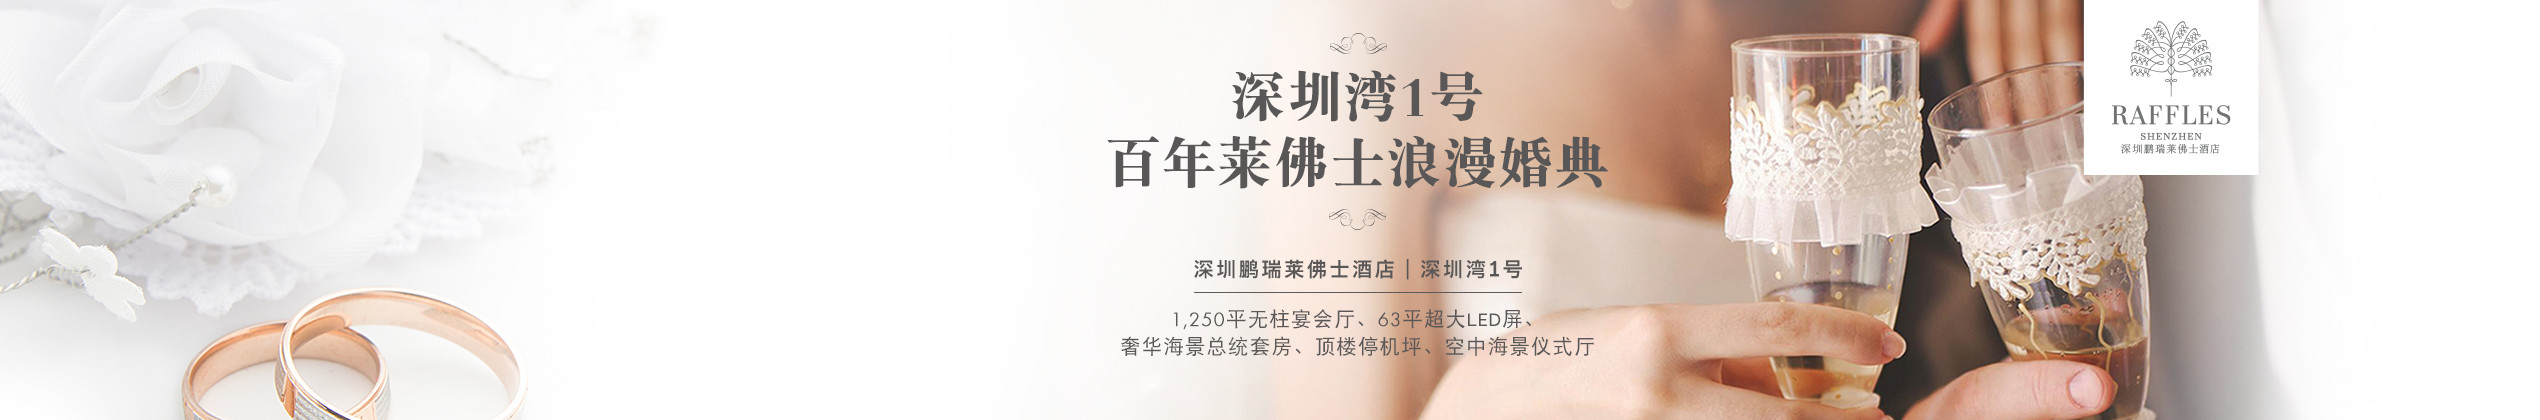 深圳湾1号
百年莱佛士浪漫婚典
深圳鹏瑞莱佛士酒店｜深圳湾1号
1,250平无柱宴会厅、63平超大LED屏、
奢华海景总统套房、顶楼停机坪、空中海景仪式厅
RAFFLES
SHENZHEN
深圳鹏瑞莱佛士酒店